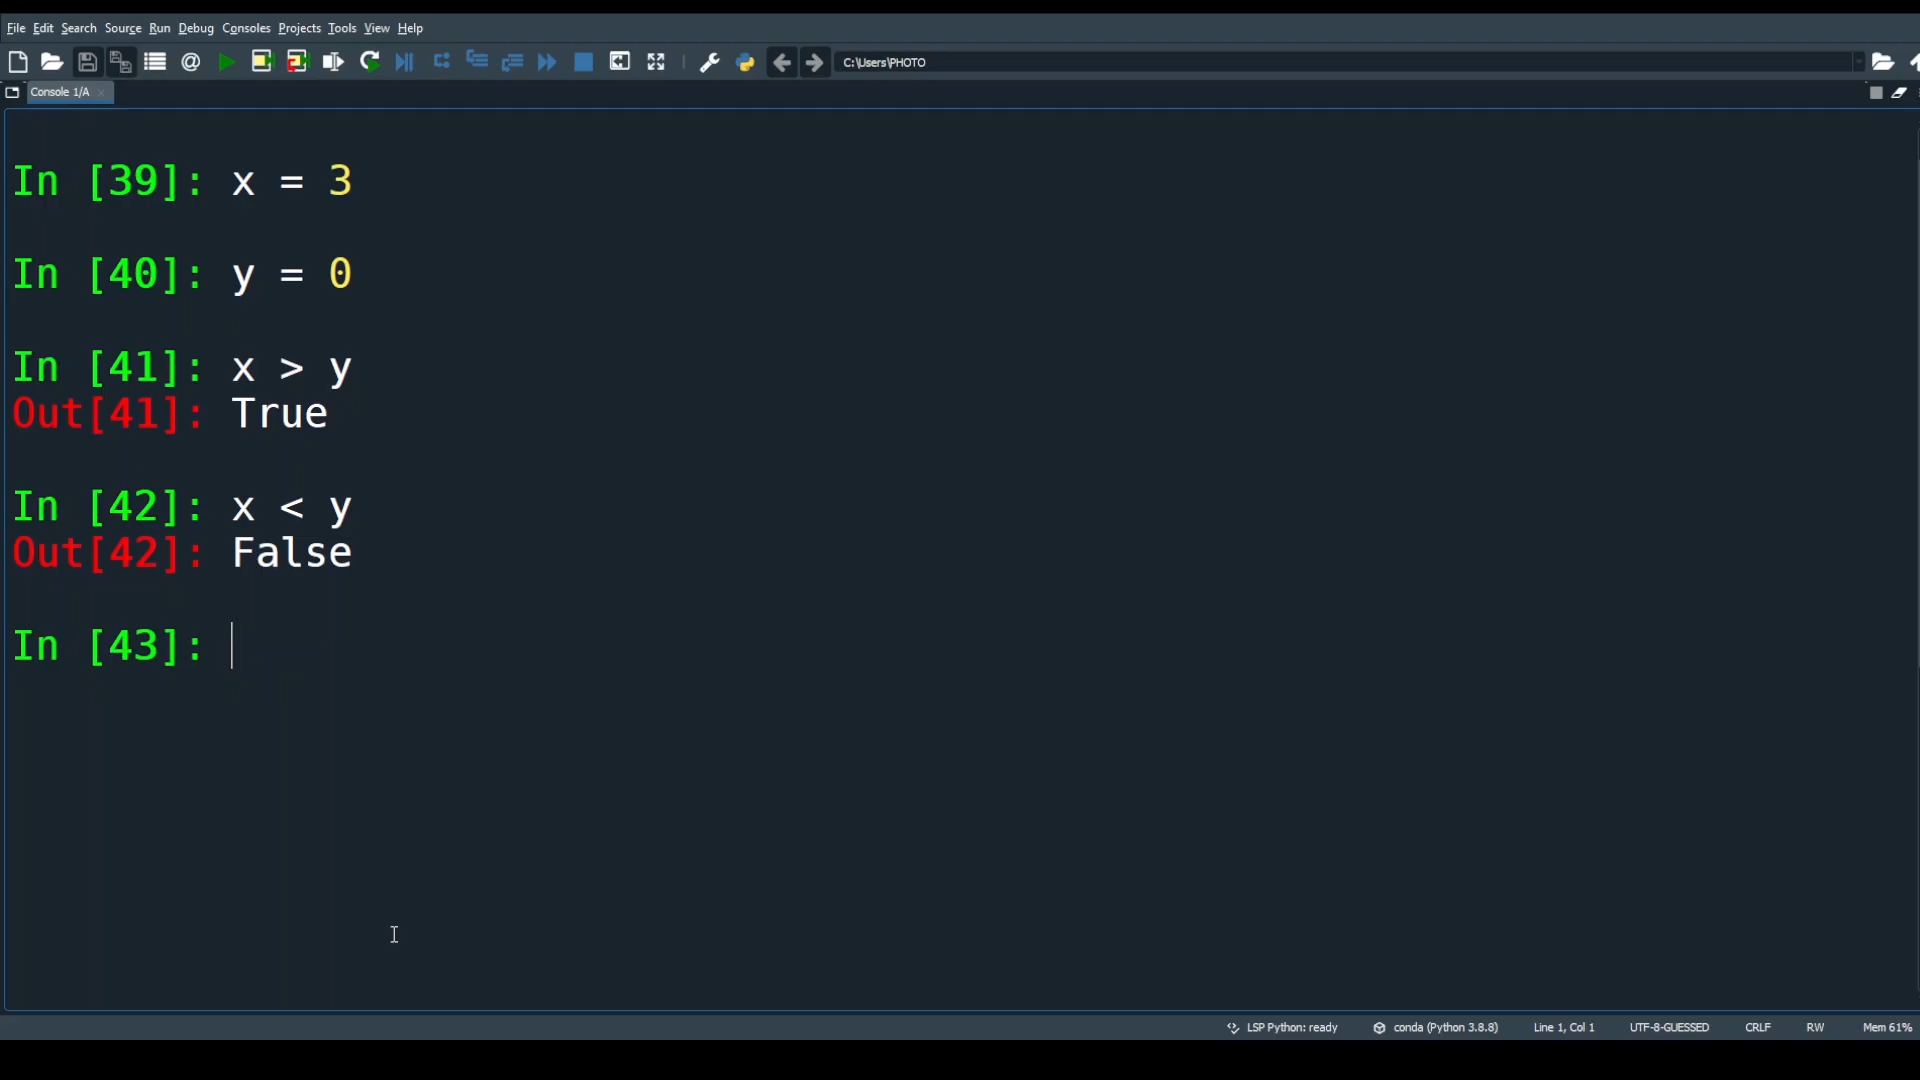 File Edit Search Source Run Debug Consoles Projects Tools View Help
C:\Users\PHOTO
Console 1/A
In [39]: x = 3
In [40]: y = 0
In [41]: x > y
Out[41]: True
In [42]: x < y
Out[42]: False
In [43]:
LSP Python: ready conda (Python 3.8.8) Line 1, Col 1 UTF-8-GUESSED CRLF RW Mem 61%